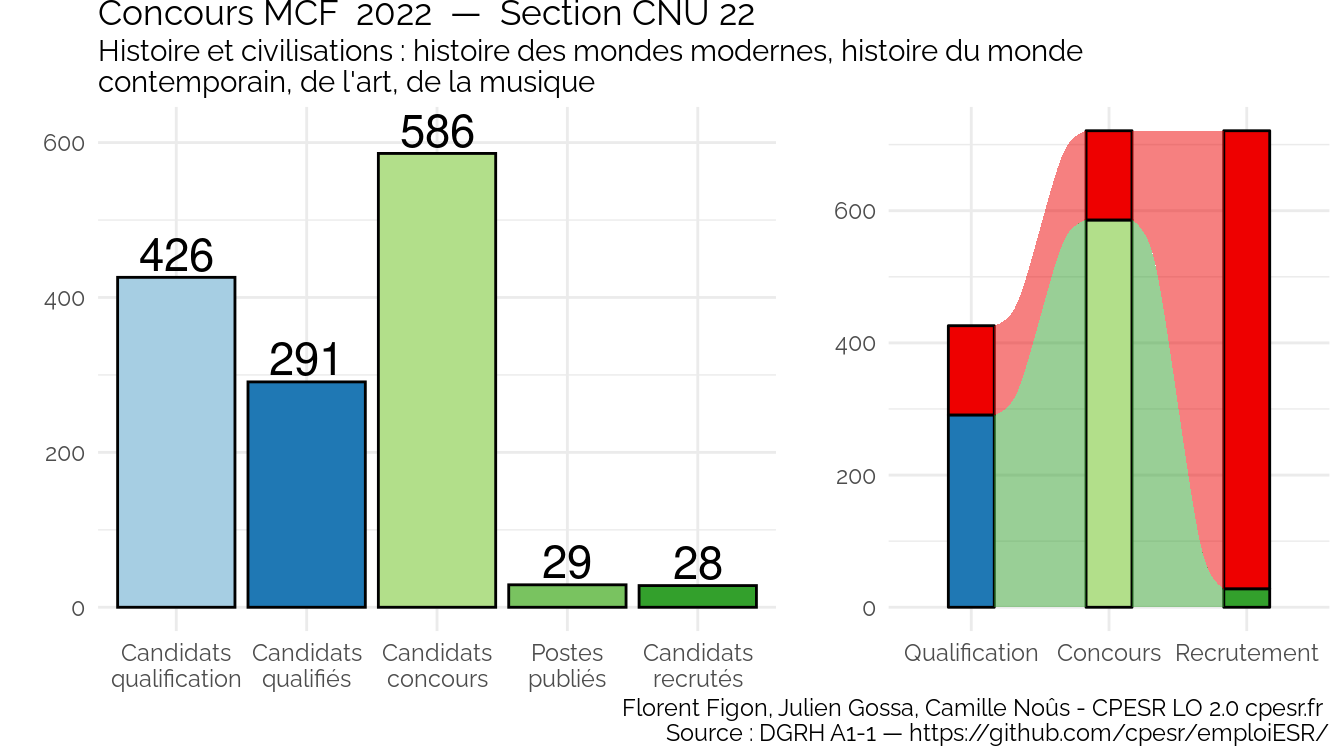 Concours MCF 2022 — Section CNU 22
Histoire et civilisations : histoire des mondes modernes, histoire du monde
contemporain, de l'art, de la musique
600
400
200
0
426
291
586
29
28
Candidats
qualification
Candidats
qualifiés
Candidats
concours
Postes
publiés
Candidats
recrutés
600
400
200
0
Qualification
Concours
Recrutement
Florent Figon, Julien Gossa, Camille Noûs - CPESR LO 2.0 cpesr.fr
Source : DGRH A1-1 — https://github.com/cpesr/emploiESR/